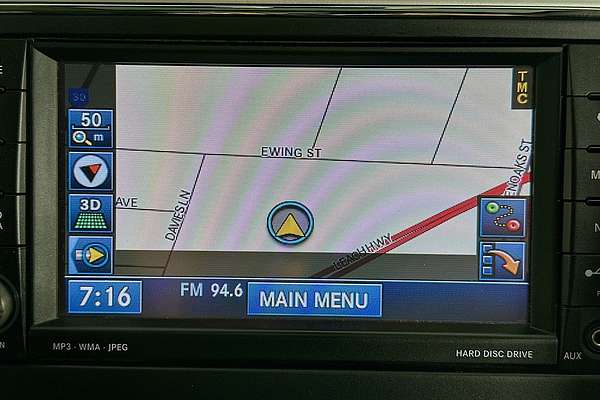 TMC
3D
50
m
EWING ST
ENOAKS ST
3D
AVE
DAVIES LN
LEACH HWY
7:16
FM 94.6
MAIN MENU
MP3 - WMA - JPEG
HARD DISC DRIVE
AUX